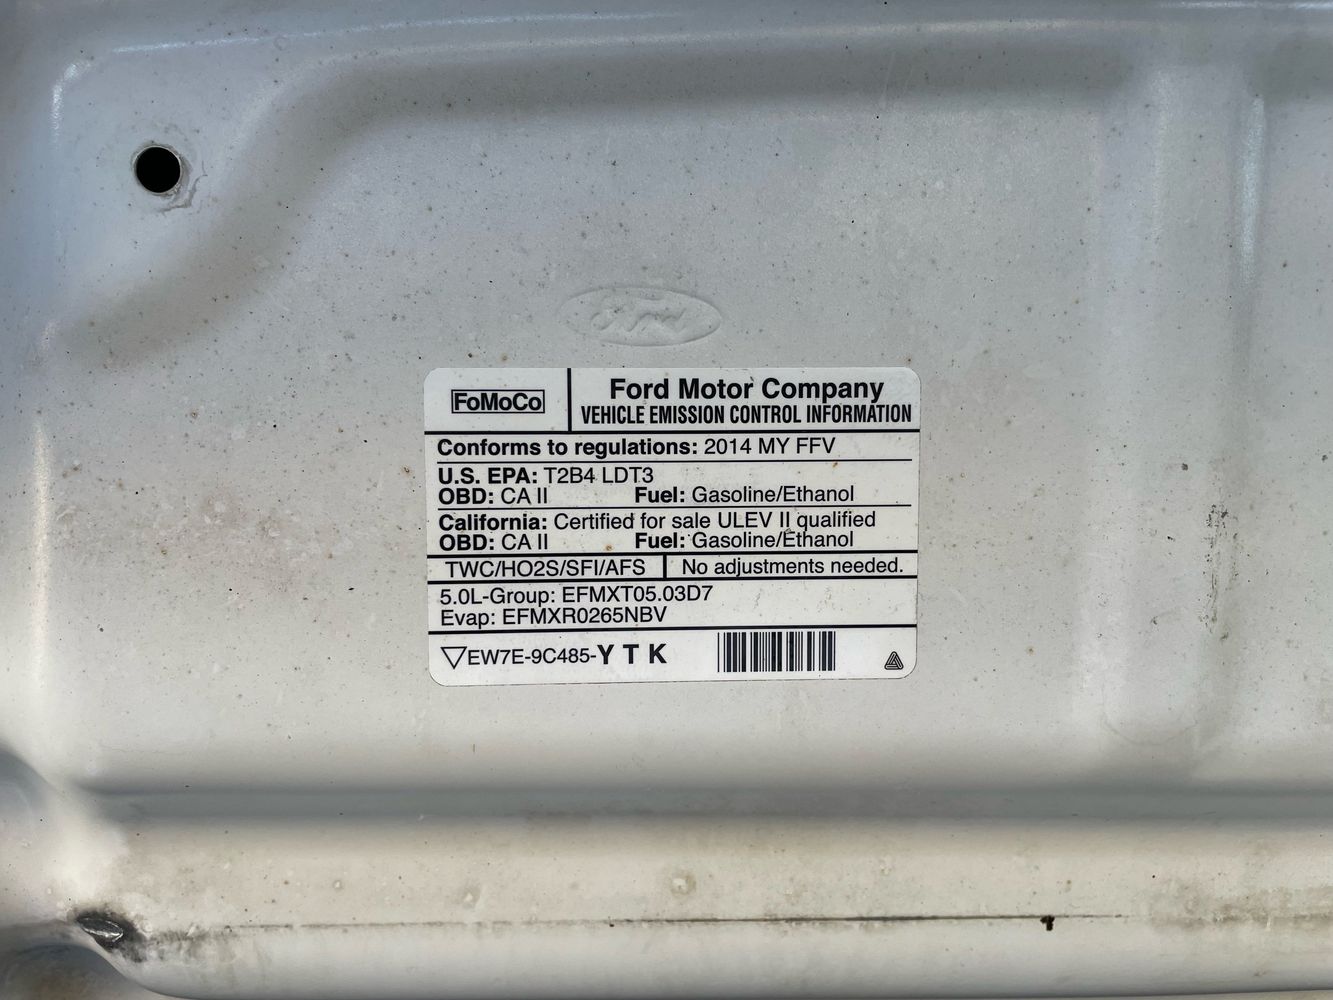 Ford
FoMoCo
Ford Motor Company
VEHICLE EMISSION CONTROL INFORMATION
Conforms to regulations: 2014 MY FFV
U.S. EPA: T2B4 LDT3
OBD: CA II Fuel: Gasoline/Ethanol
California: Certified for sale ULEV II qualified
OBD: CA II Fuel: Gasoline/Ethanol
TWC/HO2S/SFI/AFS No adjustments needed.
5.0L-Group: EFMXT05.03D7
Evap: EFMXR0265NBV
EW7E-9C485-Y T K